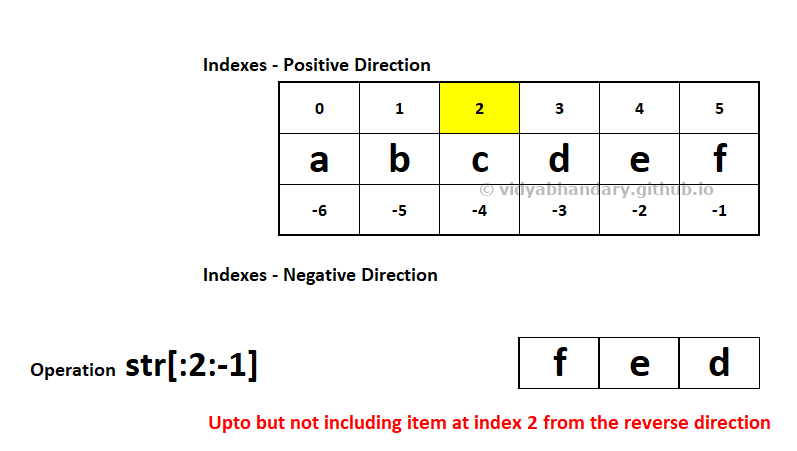 Indexes - Positive Direction
0 1 2 3 4 5
a b c d e f
© vidyabhandary.github.io
-6 -5 -4 -3 -2 -1
Indexes - Negative Direction
Operation str[:2:-1] f e d
Upto but not including item at index 2 from the reverse direction